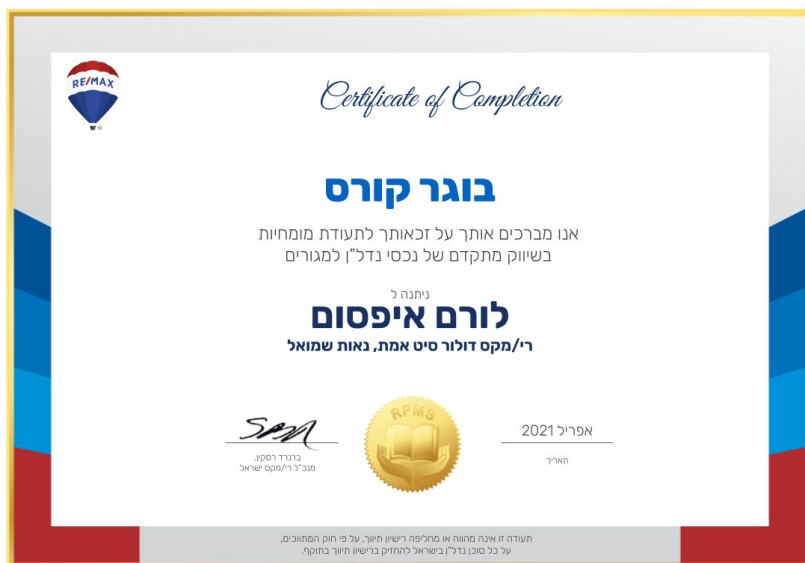 RE/MAX
Certificate of Completion
בוגר קורס
אנו מברכים אותך על זכאותך לתעודת מומחיות
בשיווק מתקדם של נכסי נדל"ן למגורים
ניתנה ל
לורם איפסום
רי/מקס דולור סיט אמת, נאות שמואל
RPMS
אפריל 2021
תאריך
ברנרד רסקין,
מנכ"ל רי/מקס ישראל
תעודה זו אינה מהווה או מחליפה רישיון תיווך. על פי חוק המתווכים,
על כל סוכן נדל"ן בישראל להחזיק ברישיון תיווך בתוקף.